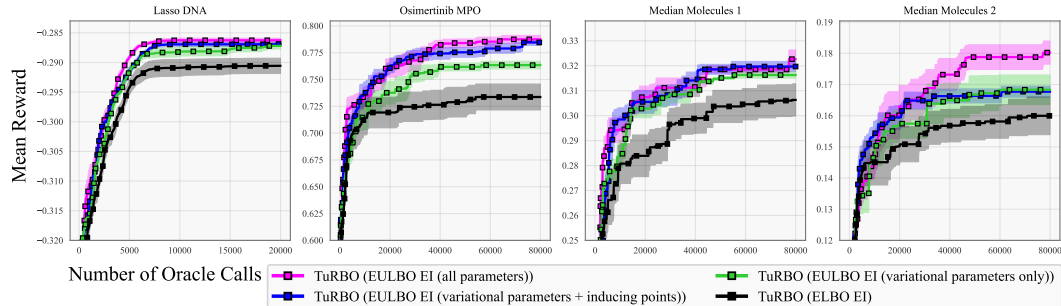 Lasso DNA
Osimertinib MPO
Median Molecules 1
Median Molecules 2
Mean Reward
−0.285
−0.290
−0.295
−0.300
−0.305
−0.310
−0.315
−0.320
0 5000 10000 15000 20000
0.800
0.775
0.750
0.725
0.700
0.675
0.650
0.625
0.600
0 20000 40000 60000 80000
0.33
0.32
0.31
0.30
0.29
0.28
0.27
0.26
0.25
0 20000 40000 60000 80000
0.19
0.18
0.17
0.16
0.15
0.14
0.13
0.12
0 20000 40000 60000 80000
Number of Oracle Calls
TuRBO (EULBO EI (all parameters))
TuRBO (EULBO EI (variational parameters + inducing points))
TuRBO (EULBO EI (variational parameters only))
TuRBO (ELBO EI)